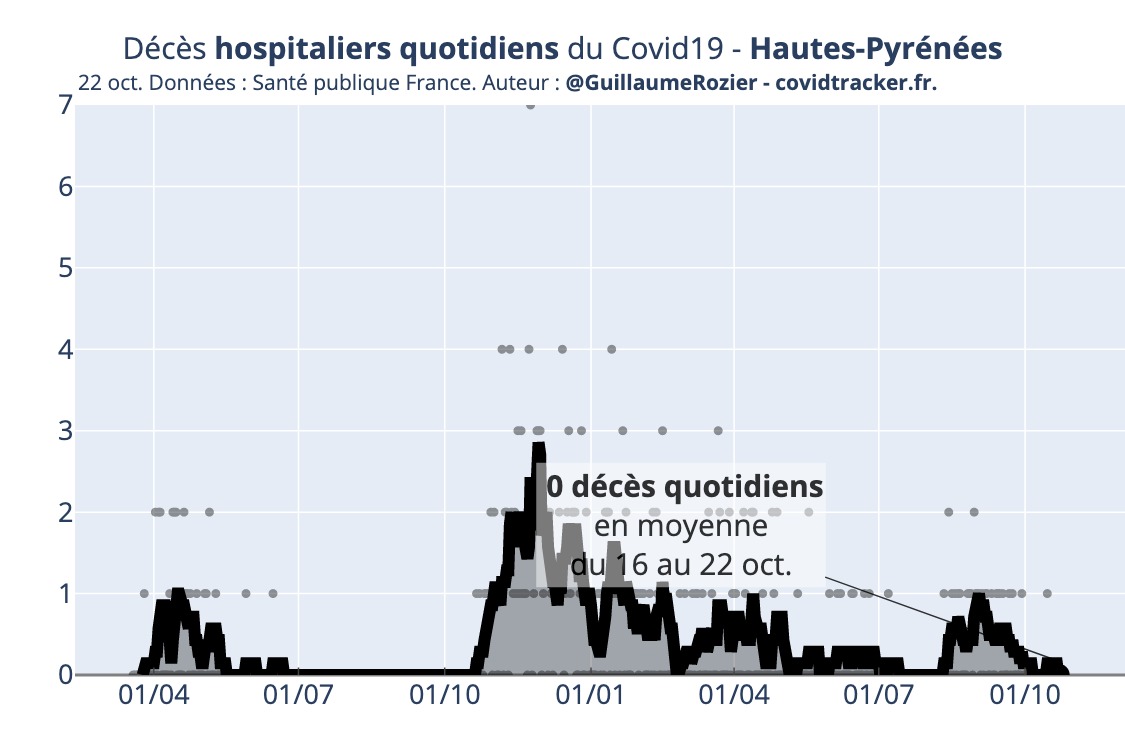 Décès hospitaliers quotidiens du Covid19 - Hautes-Pyrénées
22 oct. Données : Santé publique France. Auteur : @GuillaumeRozier - covidtracker.fr.
7
6
5
4
3
2
1
0
0 décès quotidiens
en moyenne
du 16 au 22 oct.
01/04 01/07 01/10 01/01 01/04 01/07 01/10